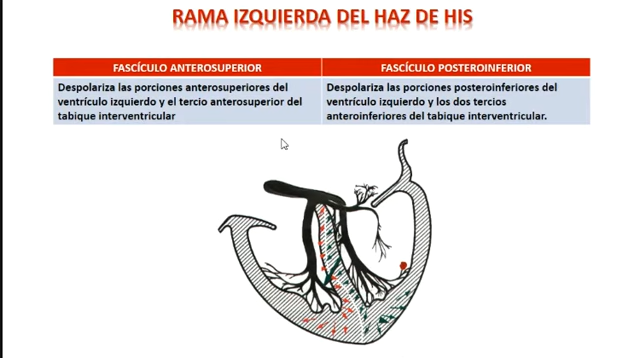 RAMA IZQUIERDA DEL HAZ DE HIS
FASCÍCULO ANTEROSUPERIOR
Despolariza las porciones anterosuperiores del
ventrículo izquierdo y el tercio anterosuperior del
tabique interventricular
FASCÍCULO POSTEROINFERIOR
Despolariza las porciones posteroinferiores del
ventrículo izquierdo y los dos tercios
anteroinferiores del tabique interventricular.